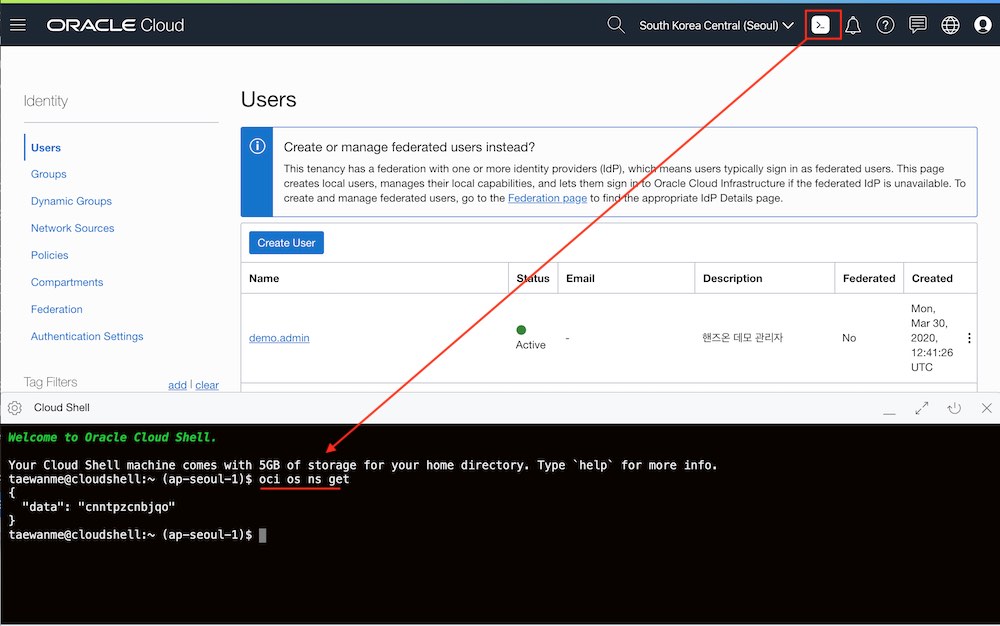 ORACLE Cloud
South Korea Central (Seoul)
Identity
Users
Groups
Dynamic Groups
Network Sources
Policies
Compartments
Federation
Authentication Settings
Tag Filters
add | clear
Users
Create or manage federated users instead?
This tenancy has a federation with one or more identity providers (IdP), which means users typically sign in as federated users. This page
creates local users, manages their local capabilities, and lets them sign in to Oracle Cloud Infrastructure if the federated IdP is unavailable. To
create and manage federated users, go to the Federation page to find the appropriate IdP Details page.
Create User
Name Status Email Description Federated Created
demo.admin Active - 핸즈온 데모 관리자 No
Mon,
Mar 30,
2020,
12:41:26
UTC
Cloud Shell
Welcome to Oracle Cloud Shell.
Your Cloud Shell machine comes with 5GB of storage for your home directory. Type `help` for more info.
taewanme@cloudshell:~ (ap-seoul-1)$ oci os ns get
{
"data": "cnntpzcnbjqo"
}
taewanme@cloudshell:~ (ap-seoul-1)$